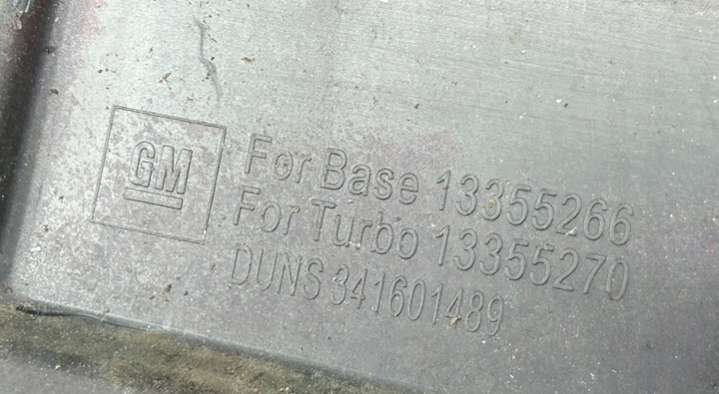 GM
For Base 13355266
For Turbo 13355270
DUNS 341601489